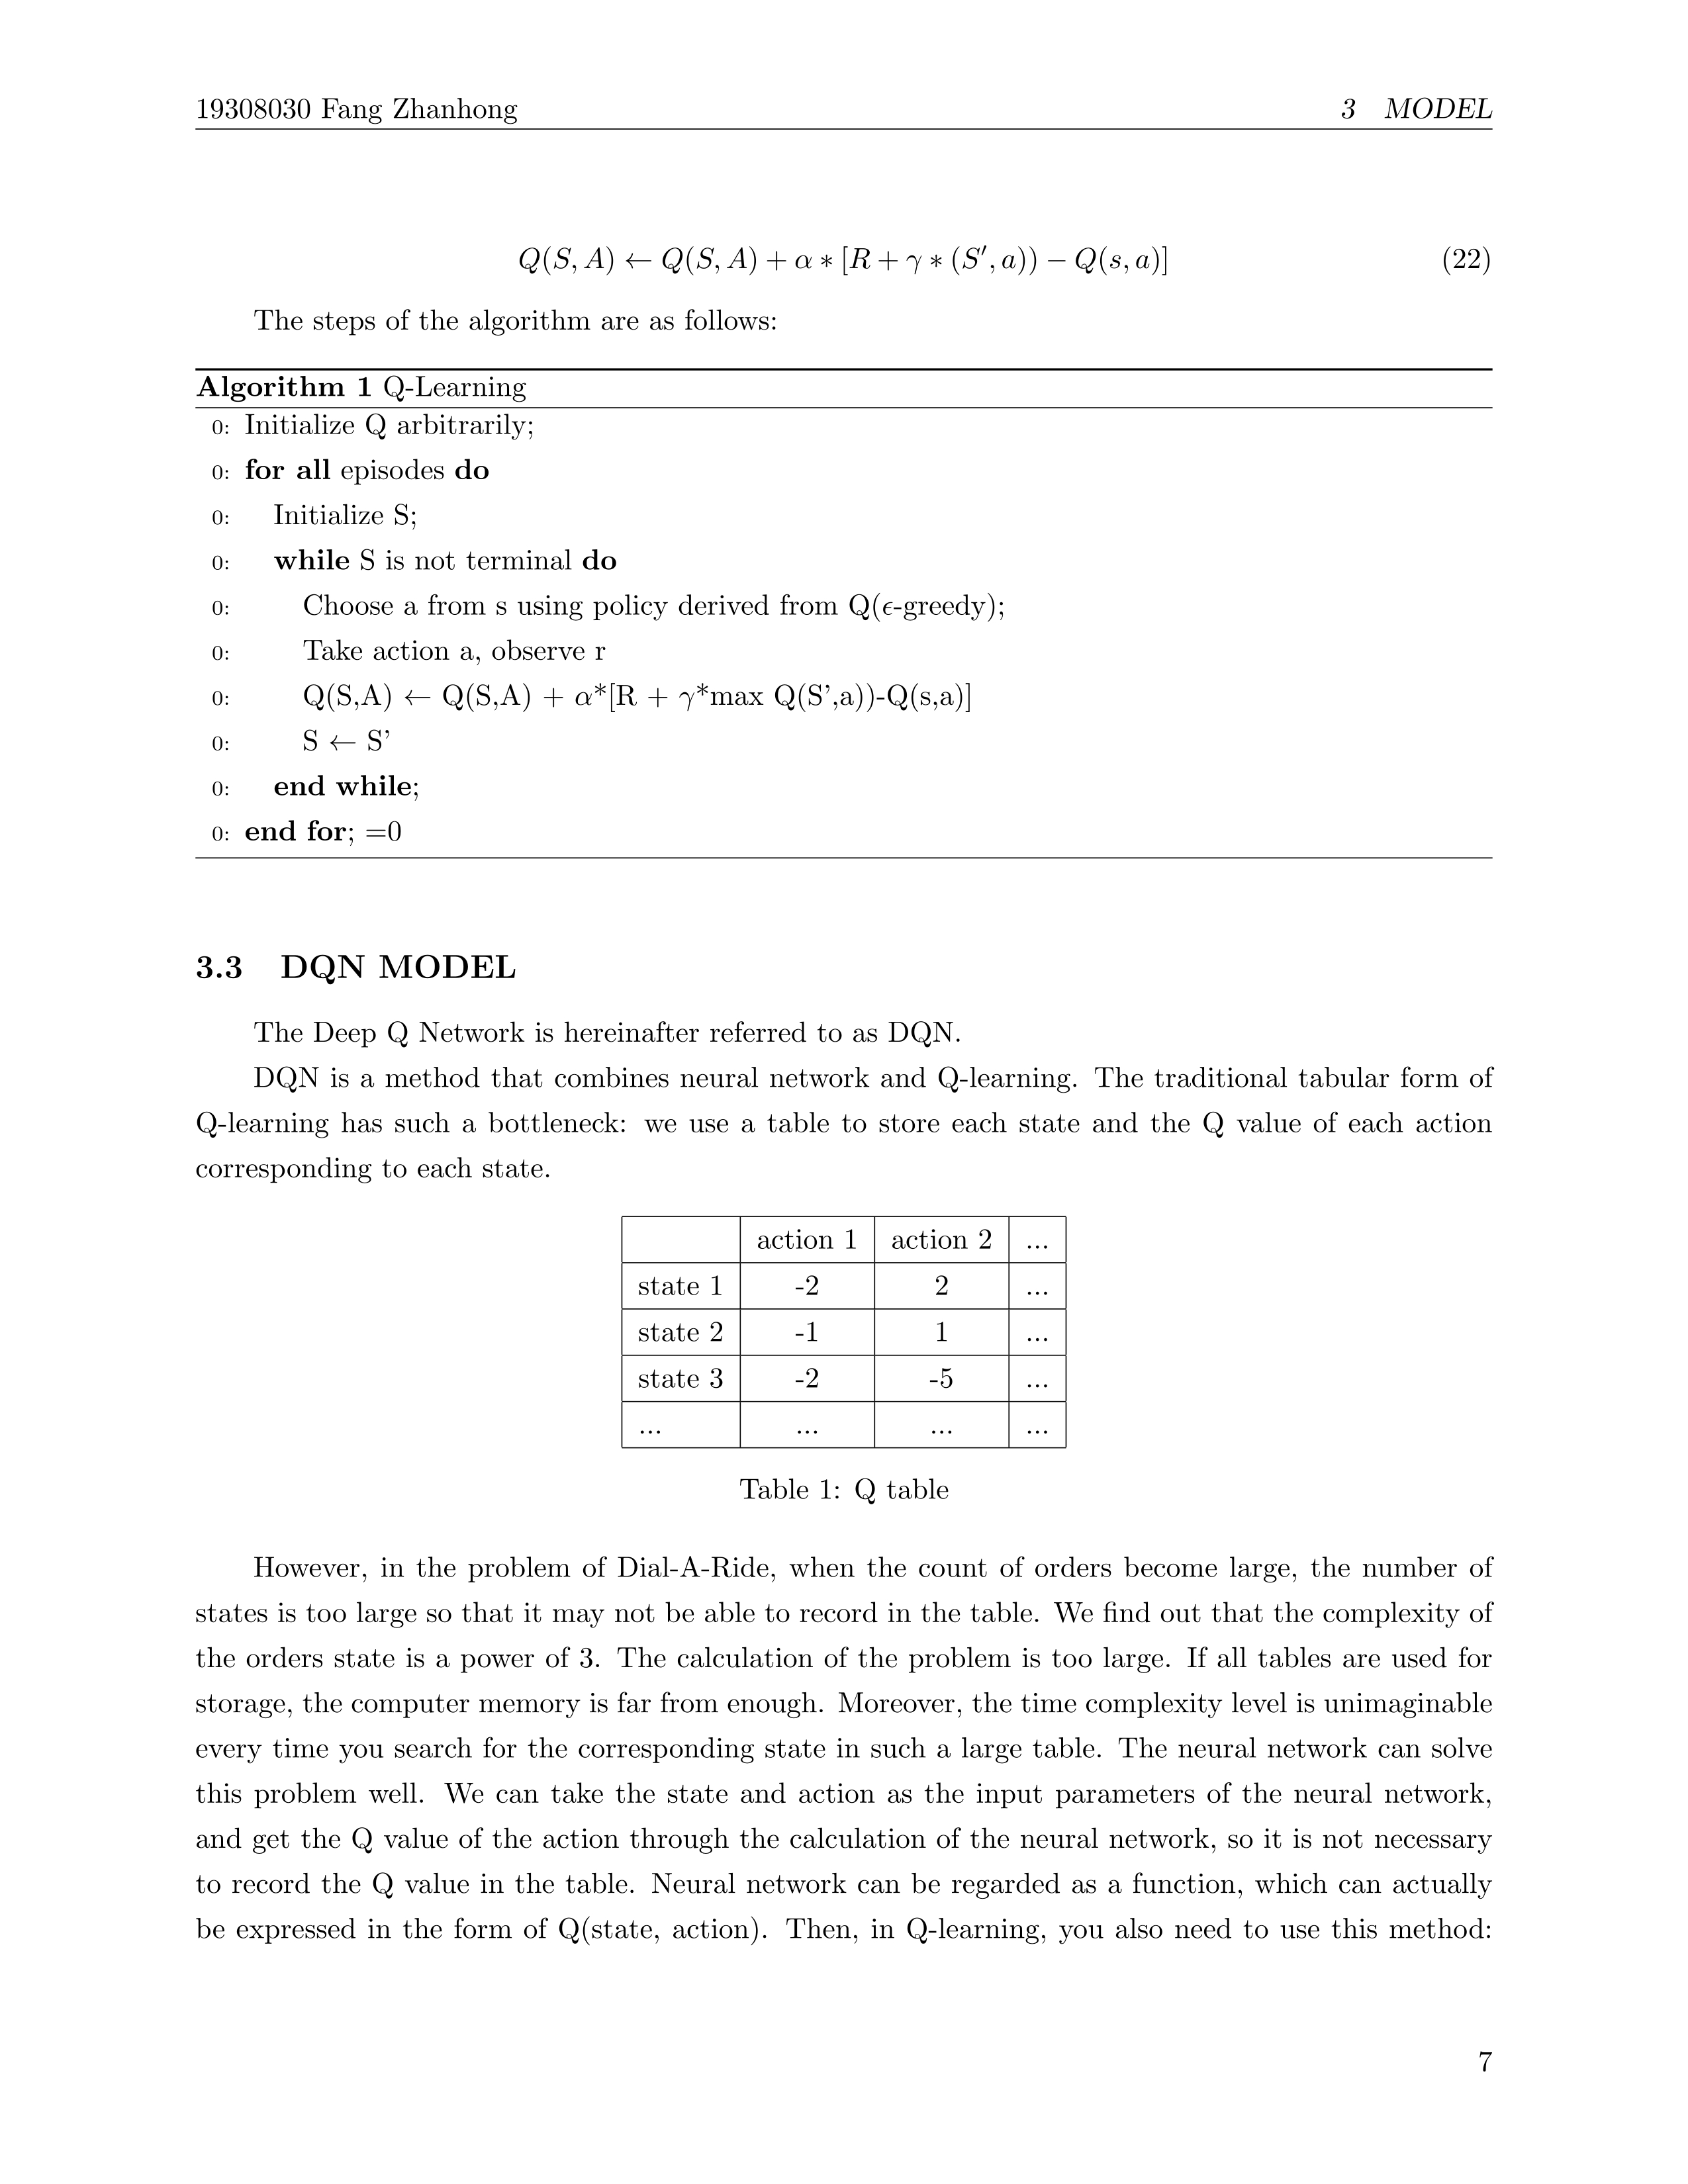 19308030 Fang Zhanhong 3 MODEL
Q(S, A) ← Q(S, A) + α ∗ [R + γ ∗ (S′, a)) − Q(s, a)] (22)
The steps of the algorithm are as follows:
Algorithm 1 Q-Learning
0: Initialize Q arbitrarily;
0: for all episodes do
0: Initialize S;
0: while S is not terminal do
0: Choose a from s using policy derived from Q(ϵ-greedy);
0: Take action a, observe r
0: Q(S,A) ← Q(S,A) + α*[R + γ*max Q(S’,a))-Q(s,a)]
0: S ← S’
0: end while;
0: end for; =0
3.3 DQN MODEL
The Deep Q Network is hereinafter referred to as DQN.
DQN is a method that combines neural network and Q-learning. The traditional tabular form of
Q-learning has such a bottleneck: we use a table to store each state and the Q value of each action
corresponding to each state.
action 1 action 2 ...
state 1 -2 2 ...
state 2 -1 1 ...
state 3 -2 -5 ...
... ... ... ...
Table 1: Q table
However, in the problem of Dial-A-Ride, when the count of orders become large, the number of
states is too large so that it may not be able to record in the table. We find out that the complexity of
the orders state is a power of 3. The calculation of the problem is too large. If all tables are used for
storage, the computer memory is far from enough. Moreover, the time complexity level is unimaginable
every time you search for the corresponding state in such a large table. The neural network can solve
this problem well. We can take the state and action as the input parameters of the neural network,
and get the Q value of the action through the calculation of the neural network, so it is not necessary
to record the Q value in the table. Neural network can be regarded as a function, which can actually
be expressed in the form of Q(state, action). Then, in Q-learning, you also need to use this method:
7